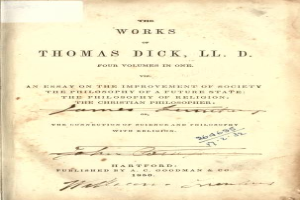 THE
WORKS
OF
THOMAS DICK, LL. D.
FOUR VOLUMES IN ONE.
VIZ:
AN ESSAY ON THE IMPROVEMENT OF SOCIETY
THE PHILOSOPHY OF A FUTURE STATE:
THE PHILOSOPHY OF RELIGION;
THE CHRISTIAN PHILOSOPHER;
OR,
THE CONNECTION OF SCIENCE AND PHILOSOPHY
WITH RELIGION.
HARTFORD:
PUBLISHED BY A. C. GOODMAN & CO.